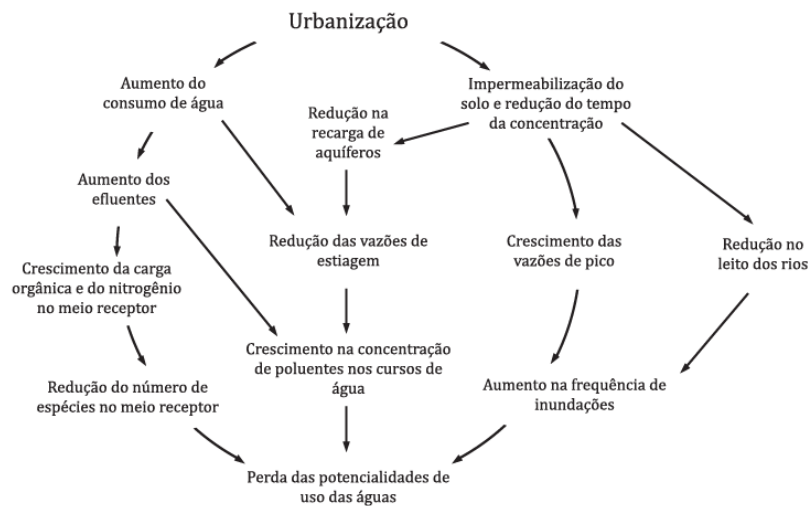 Urbanização
Aumento do
consumo de água
Impermeabilização do
solo e redução do tempo
da concentração
Redução na
recarga de
aquíferos
Aumento dos
efluentes
Redução das vazões de
estiagem
Crescimento das
vazões de pico
Redução no
leito dos rios
Crescimento da carga
orgânica e do nitrogênio
no meio receptor
Crescimento na concentração
de poluentes nos cursos de
água
Redução do número de
espécies no meio receptor
Aumento na frequência de
inundações
Perda das potencialidades de
uso das águas